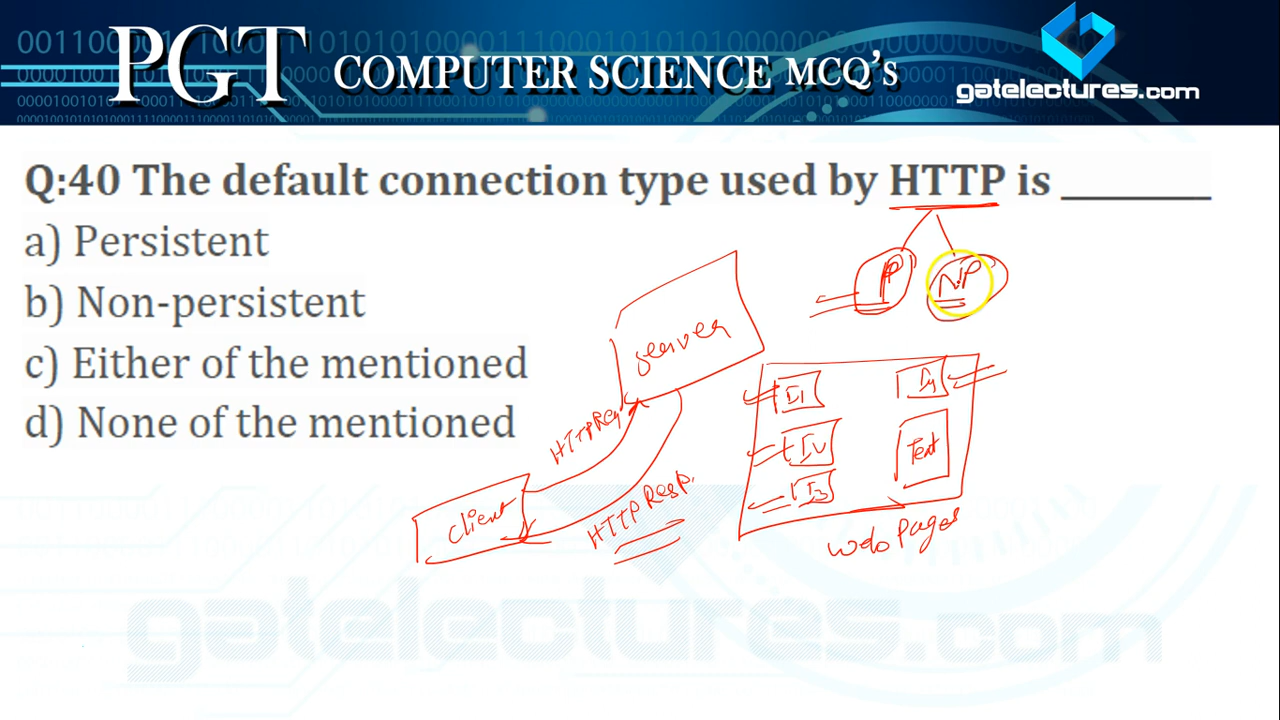 PGT COMPUTER SCIENCE MCQ's
gatelectures.com
Q:40 The default connection type used by HTTP is ________
a) Persistent
b) Non-persistent
c) Either of the mentioned
d) None of the mentioned
P NP
server
I1 I4
HTTP Req
Text
I3
client
HTTP Resp.
Web Pages
gatelectures.com